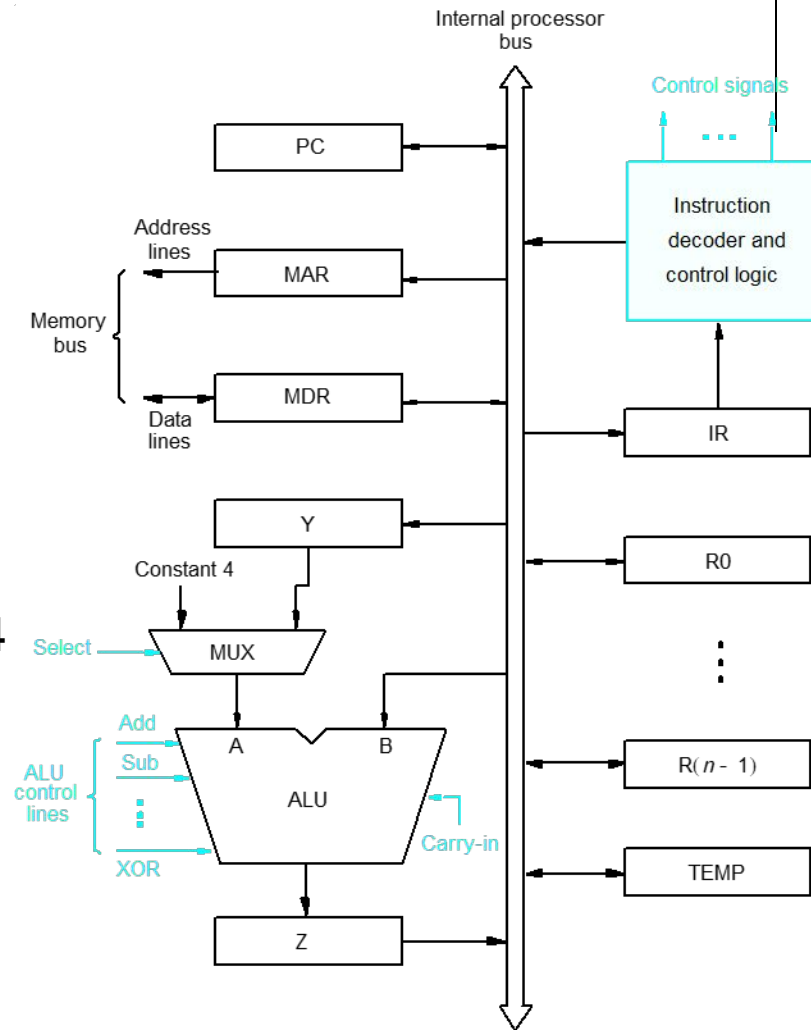 Internal processor
bus
Control signals
PC
Instruction
decoder and
control logic
Address
lines
MAR
Memory
bus
MDR
Data
lines
IR
Y
Constant 4
R0
Select
MUX
Add
A
B
R(n - 1)
Sub
ALU
control
lines
ALU
Carry-in
XOR
TEMP
Z